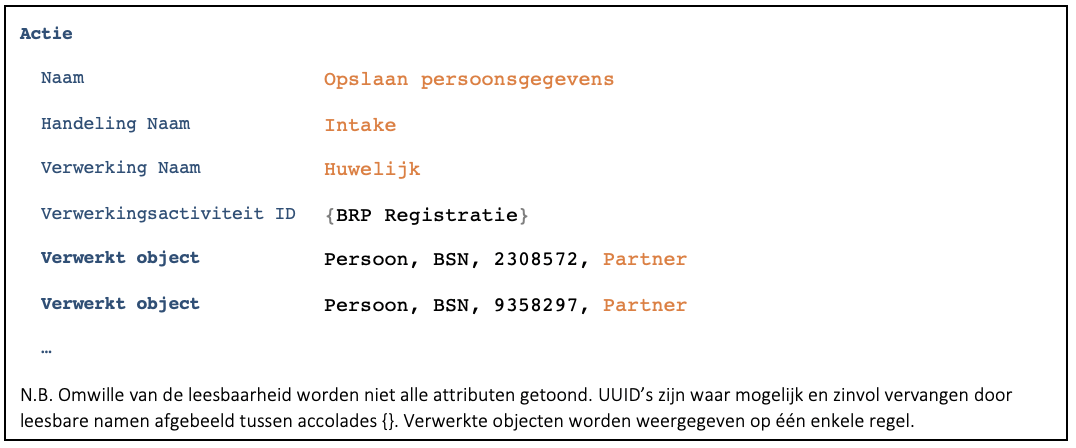 Actie
Naam Opslaan persoonsgegevens
Handeling Naam Intake
Verwerking Naam Huwelijk
Verwerkingsactiviteit ID {BRP Registratie}
Verwerkt object Persoon, BSN, 2308572, Partner
Verwerkt object Persoon, BSN, 9358297, Partner
…
N.B. Omwille van de leesbaarheid worden niet alle attributen getoond. UUID’s zijn waar mogelijk en zinvol vervangen door
leesbare namen afgebeeld tussen accolades {}. Verwerkte objecten worden weergegeven op één enkele regel.